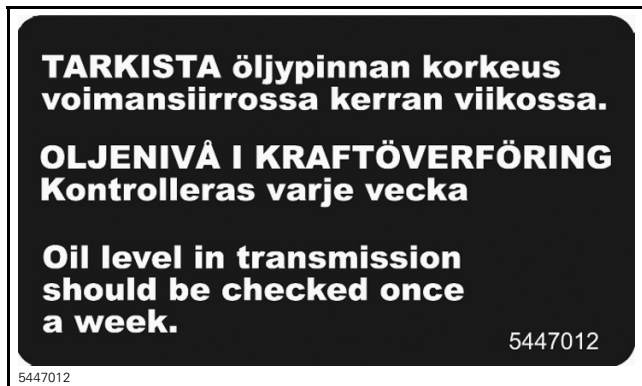 TARKISTA öljypinnan korkeus
voimansiirrossa kerran viikossa.
OLJENIVÅ I KRAFTÖVERFÖRING
Kontrolleras varje vecka
Oil level in transmission
should be checked once
a week.
5447012
5447012